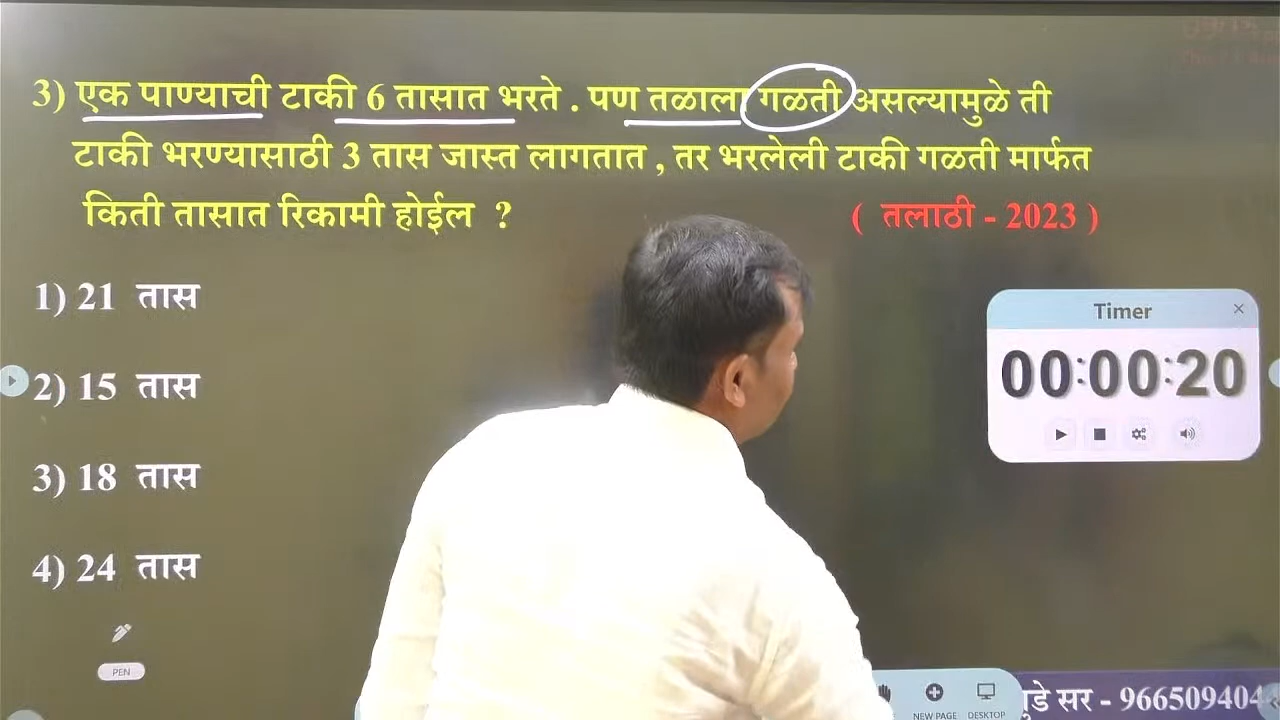 3) एक पाण्याची टाकी 6 तासात भरते . पण तळाला गळती असल्यामुळे ती
टाकी भरण्यासाठी 3 तास जास्त लागतात , तर भरलेली टाकी गळती मार्फत
किती तासात रिकामी होईल ?
( तलाठी - 2023 )
1) 21 तास
2) 15 तास
3) 18 तास
4) 24 तास
Timer
00:00:20
PEN
NEW PAGE
DESKTOP
सर - 966509404